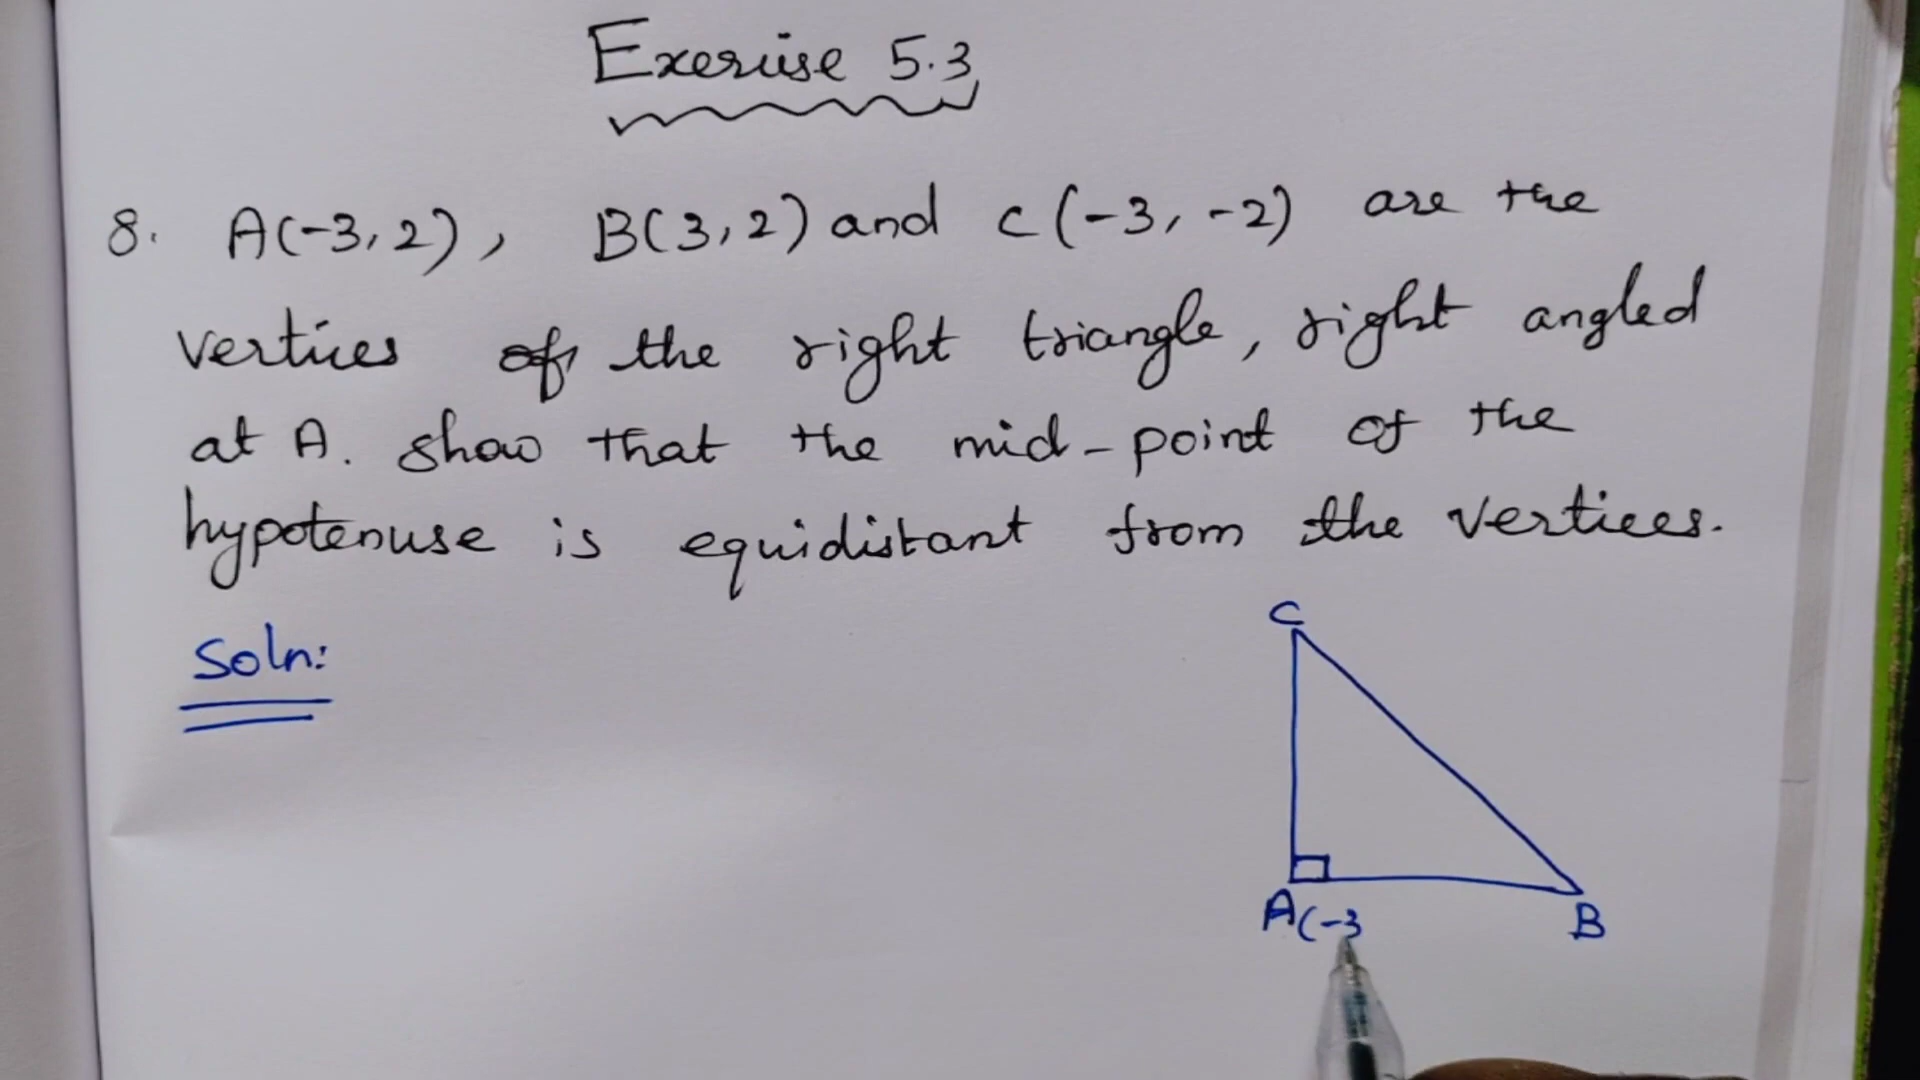 Exercise 5.3
8. A(-3,2), B(3,2) and C(-3,-2) are the
vertices of the right triangle, right angled
at A. show that the mid-point of the
hypotenuse is equidistant from the vertices.
Soln:
C
A(-3
B